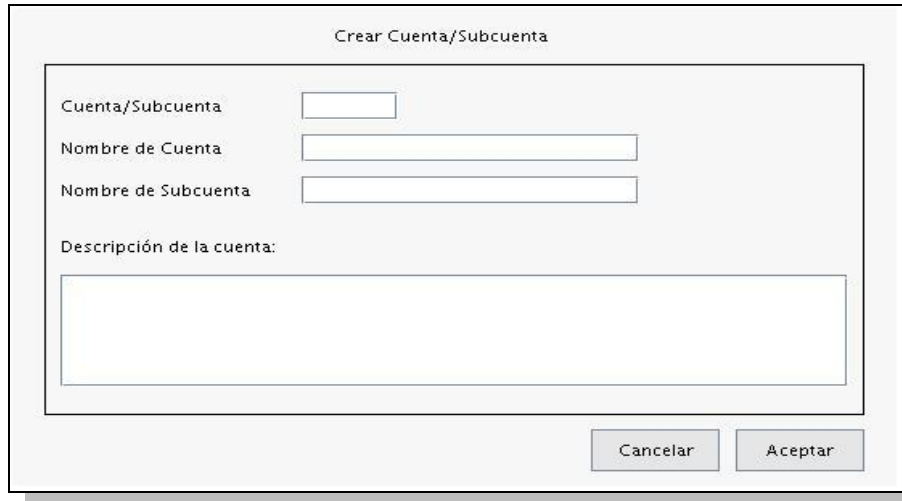 Crear Cuenta/Subcuenta
Cuenta/Subcuenta
Nombre de Cuenta
Nombre de Subcuenta
Descripción de la cuenta:
Cancelar Aceptar